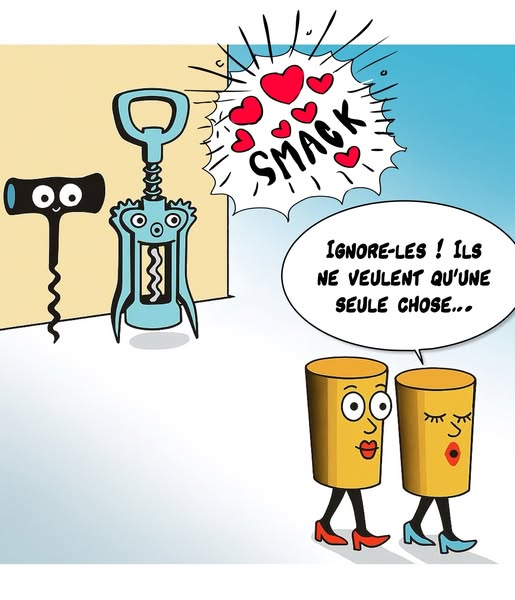 SMACK
IGNORE-LES ! ILS
NE VEULENT QU'UNE
SEULE CHOSE...